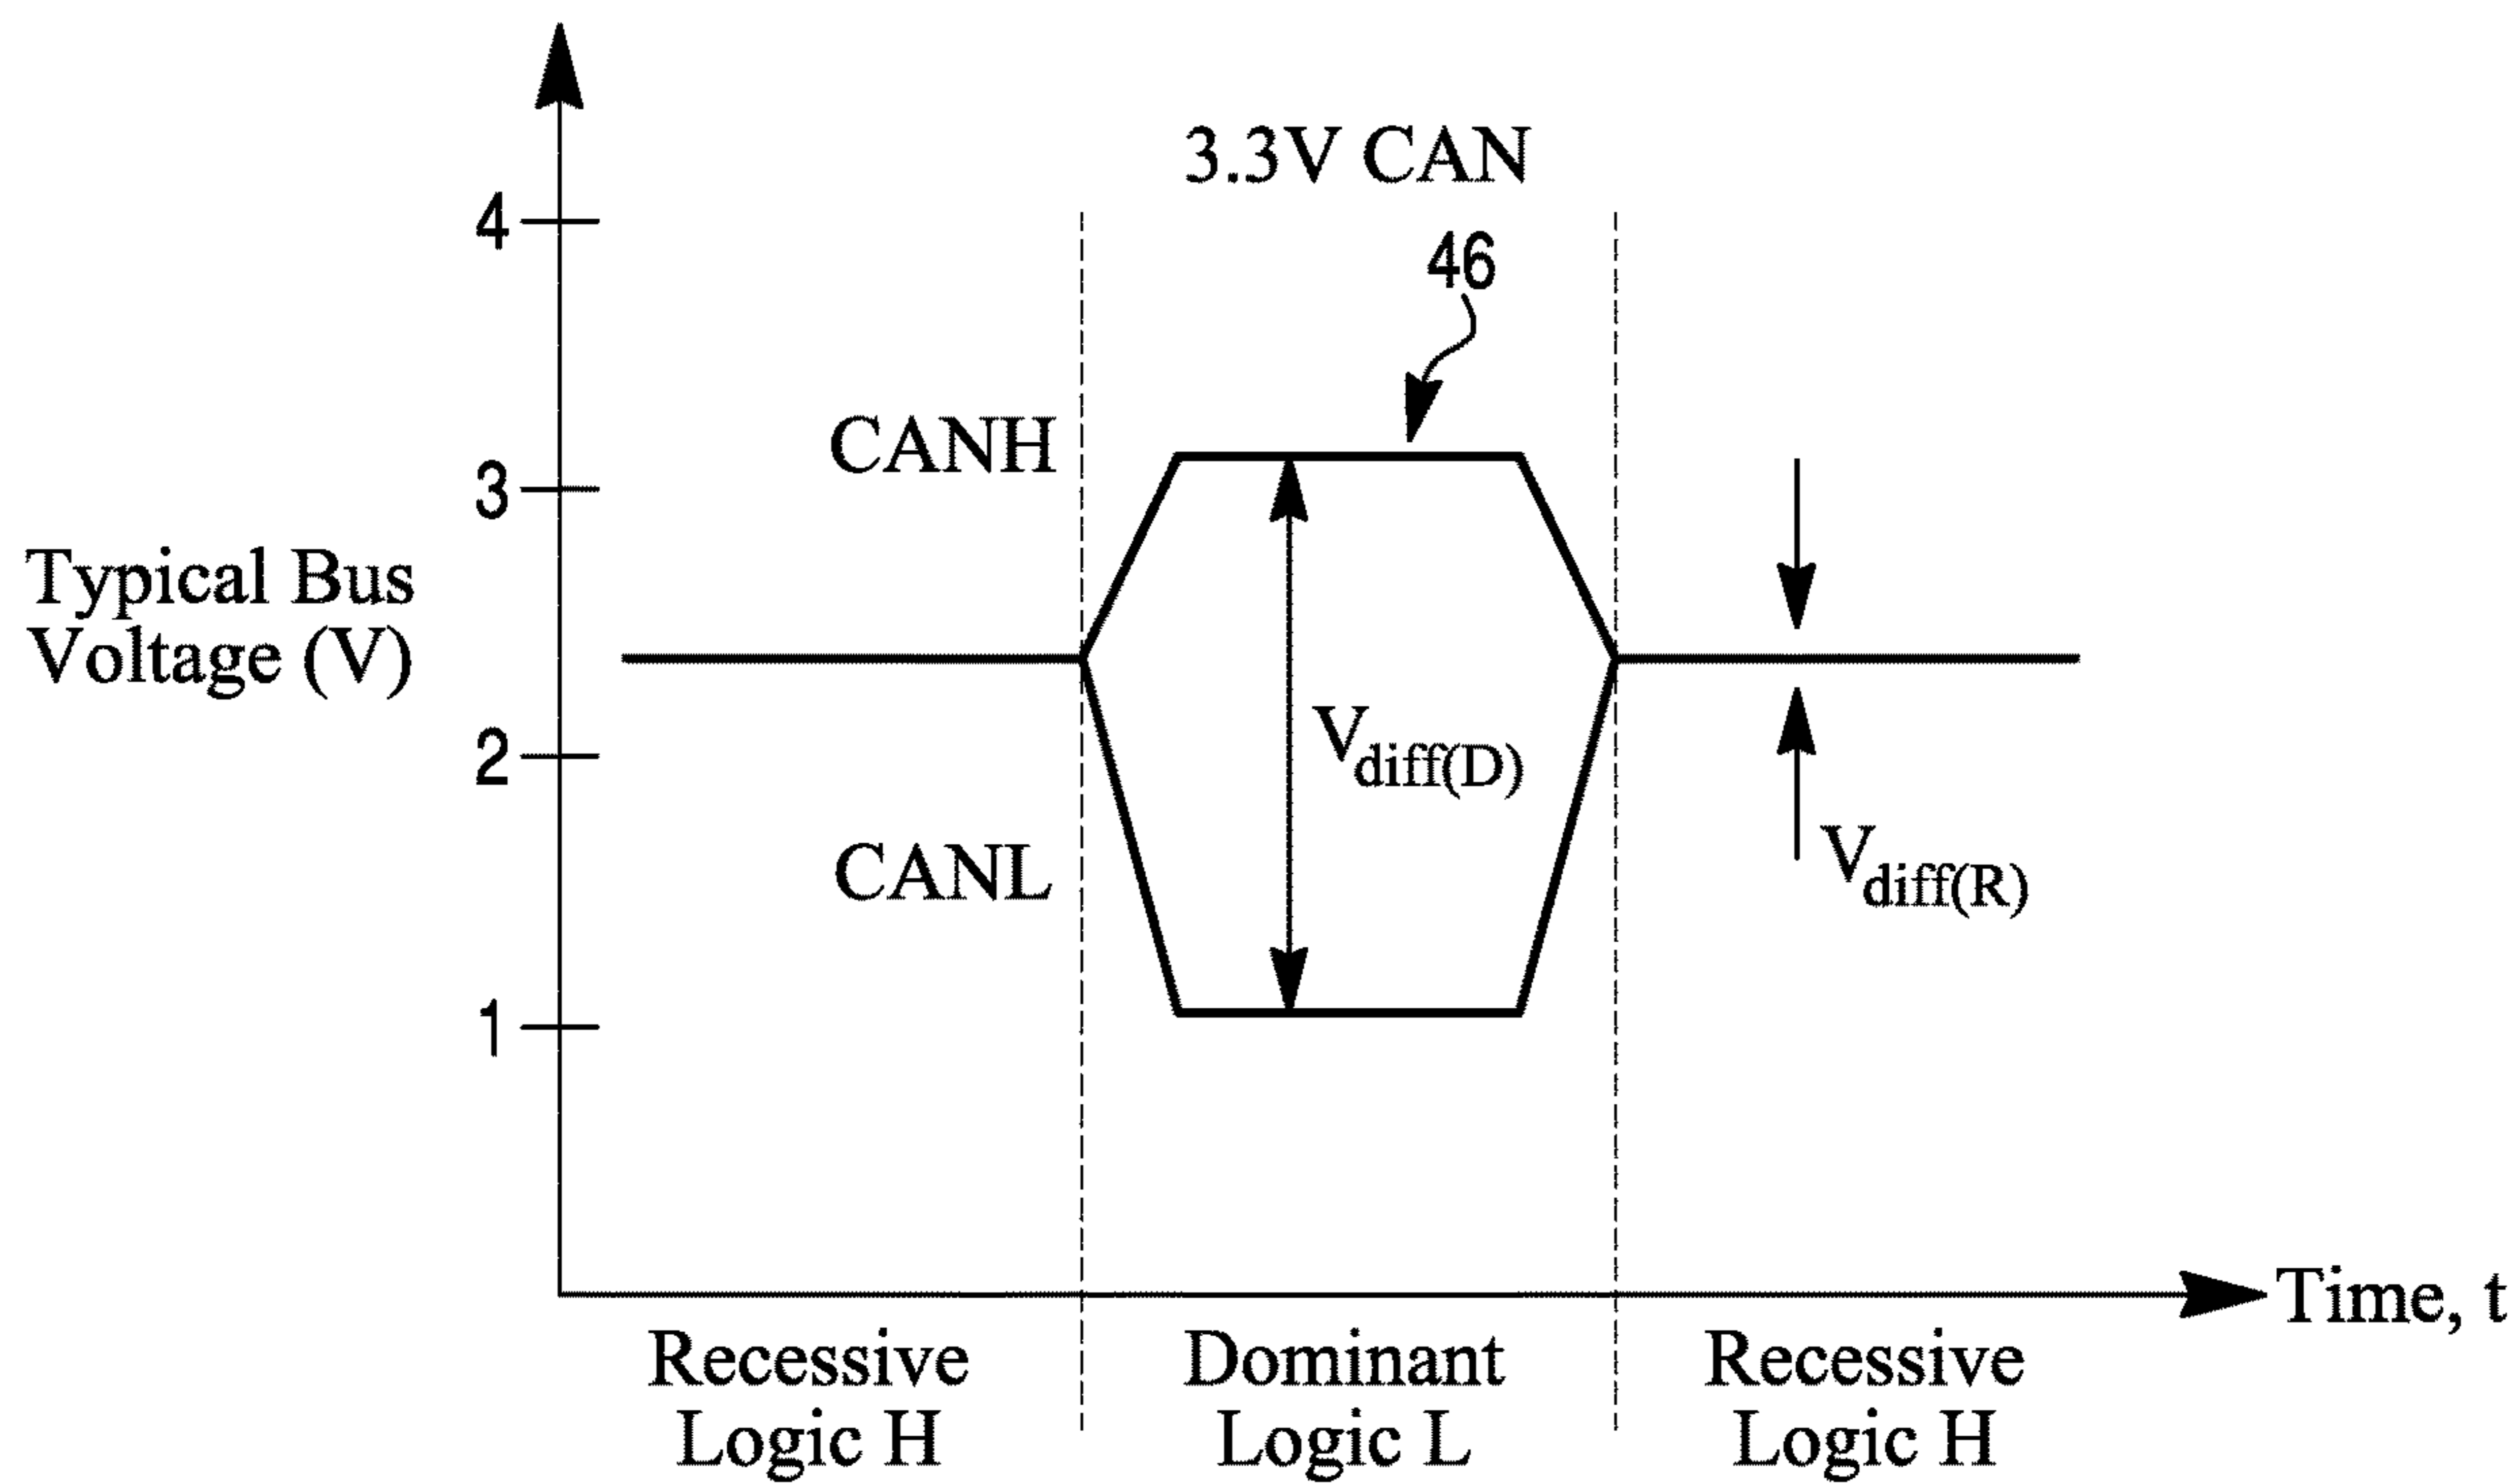 3.3V CAN
4
46
CANH
3
Typical Bus
Voltage (V)
2
Vdiff(D)
CANL
Vdiff(R)
1
Time, t
Recessive
Logic H
Dominant
Logic L
Recessive
Logic H